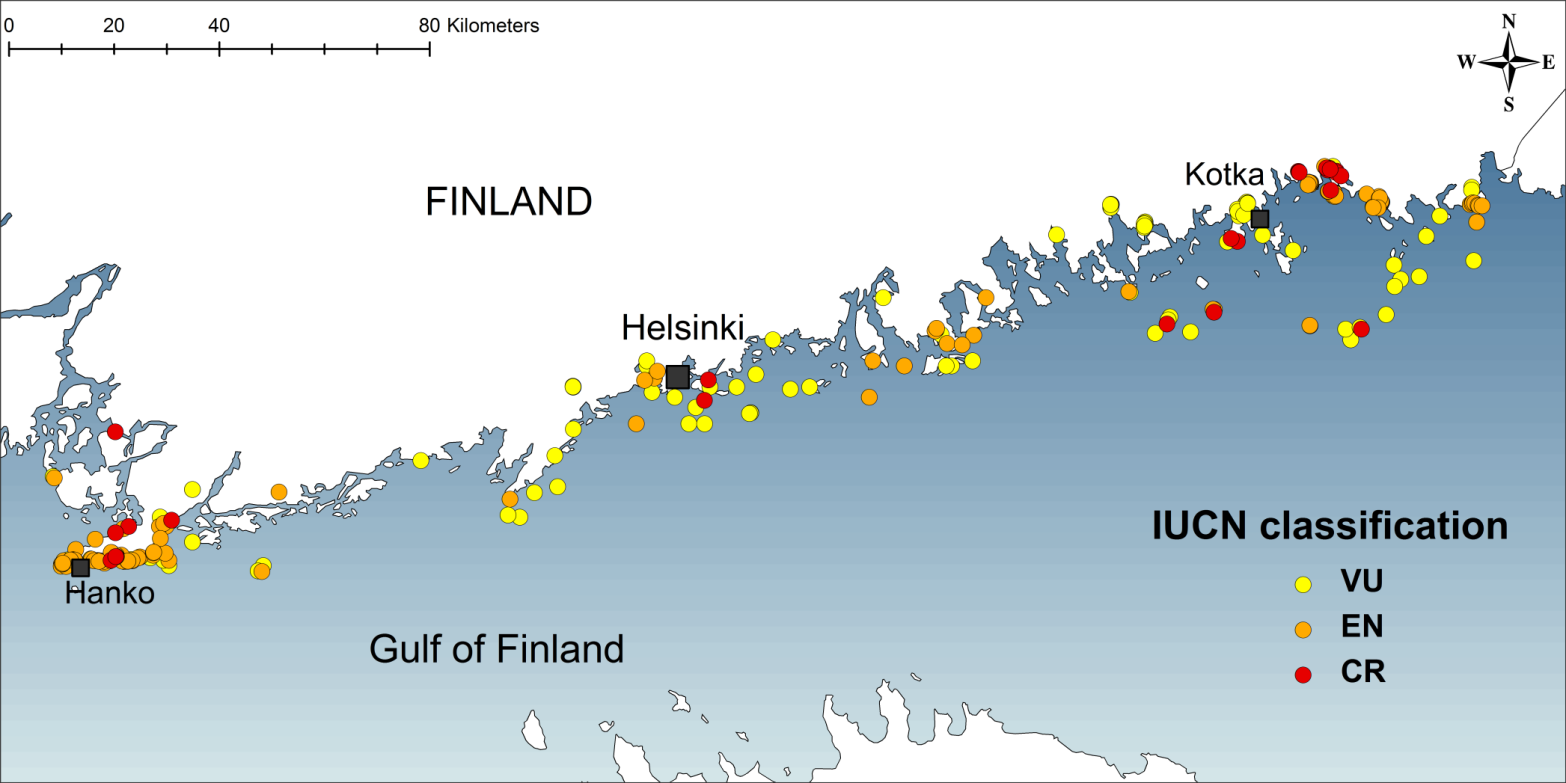 0 20 40 80 Kilometers
N
W E
S
Kotka
FINLAND
Helsinki
IUCN classification
VU
Hanko
EN
Gulf of Finland
CR